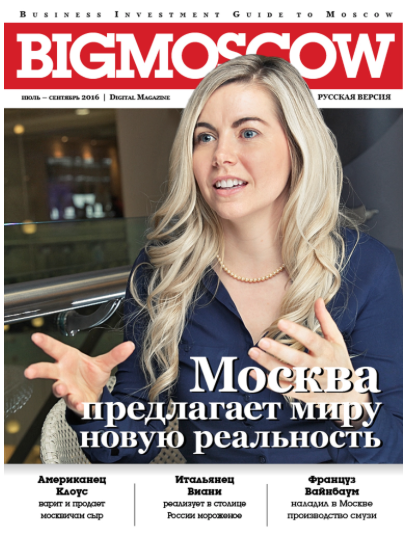 Business Investment Guide to Moscow
BIGMOSCOW
июль – сентябрь 2016 | Digital Magazine РУССКАЯ ВЕРСИЯ
Москва
предлагает миру
новую реальность
Американец Итальянец Француз
Клоус Виани Вайнбаум
варит и продает реализует в столице наладил в Москве
москвичам сыр России мороженое производство смузи